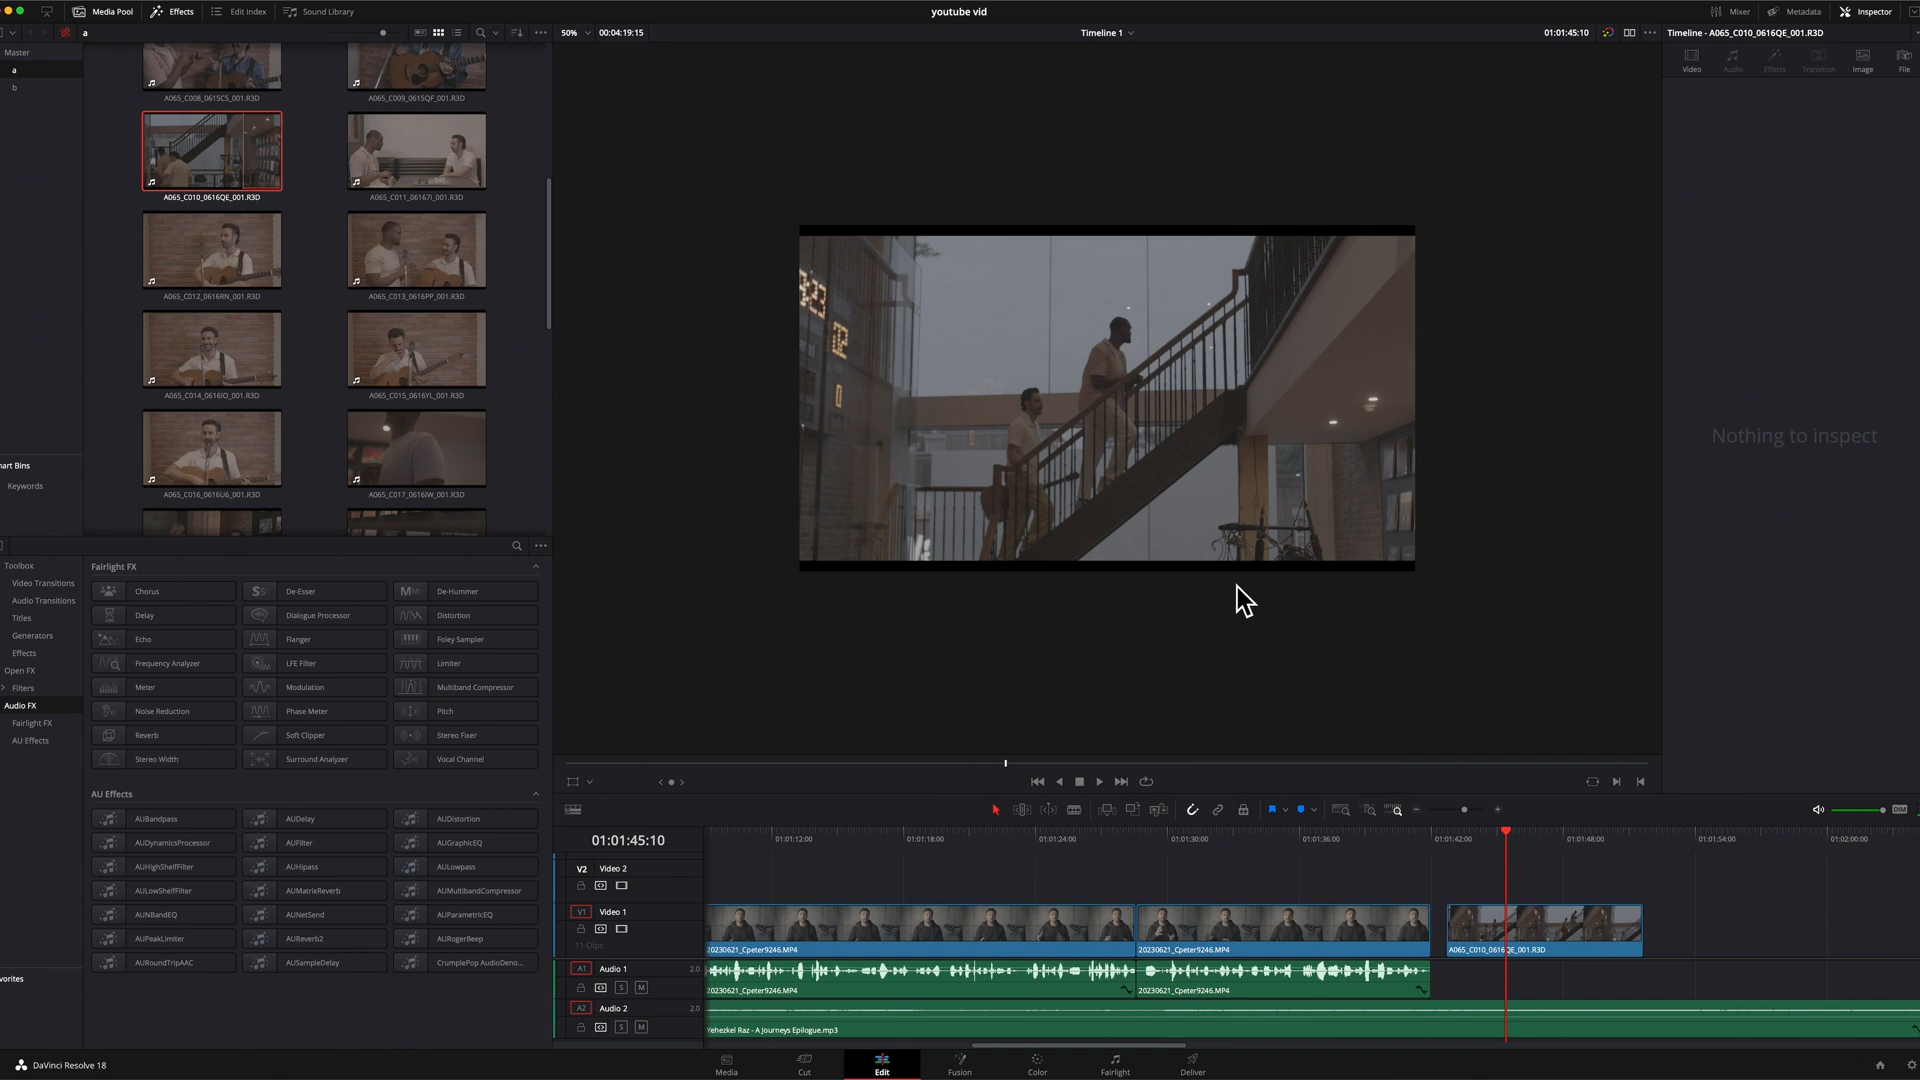 Media Pool
Effects
Edit Index
Sound Library
youtube vid
Mixer
Metadata
Inspector
a
50%
00:04:19:15
Timeline 1
01:01:45:10
Timeline - A065_C010_0616QE_001.R3D
Master
a
b
A065_C008_0615CS_001.R3D
A065_C009_0615QF_001.R3D
A065_C010_0616QE_001.R3D
A065_C011_06167I_001.R3D
A065_C012_0616RN_001.R3D
A065_C013_0616PP_001.R3D
A065_C014_0616IO_001.R3D
A065_C015_0616YL_001.R3D
A065_C016_0616U6_001.R3D
A065_C017_0616IW_001.R3D
mart Bins
Keywords
Video
Audio
Effects
Transition
Image
File
Nothing to inspect
Toolbox
Video Transitions
Audio Transitions
Titles
Generators
Effects
Open FX
Filters
Audio FX
Fairlight FX
AU Effects
avorites
Fairlight FX
Chorus
De-Esser
De-Hummer
Delay
Dialogue Processor
Distortion
Echo
Flanger
Foley Sampler
Frequency Analyzer
LFE Filter
Limiter
Meter
Modulation
Multiband Compressor
Noise Reduction
Phase Meter
Pitch
Reverb
Soft Clipper
Stereo Fixer
Stereo Width
Surround Analyzer
Vocal Channel
AU Effects
AUBandpass
AUDelay
AUDistortion
AUDynamicsProcessor
AUFilter
AUGraphicEQ
AUHighShelfFilter
AUHipass
AULowpass
AULowShelfFilter
AUMatrixReverb
AUMultibandCompressor
AUNBandEQ
AUNetSend
AUParametricEQ
AUPeakLimiter
AUReverb2
AURogerBeep
AURoundTripAAC
AUSampleDelay
CrumplePop AudioDeno...
DIM
01:01:45:10
01:01:12:00
01:01:18:00
01:01:24:00
01:01:30:00
01:01:36:00
01:01:42:00
01:01:48:00
01:01:54:00
01:02:00:00
V2
Video 2
V1
Video 1
11 Clips
20230621_Cpeter9246.MP4
20230621_Cpeter9246.MP4
A065_C010_0616QE_001.R3D
A1
Audio 1
2.0
S
M
20230621_Cpeter9246.MP4
20230621_Cpeter9246.MP4
A2
Audio 2
2.0
S
M
Yehezkel Raz - A Journeys Epilogue.mp3
DaVinci Resolve 18
Media
Cut
Edit
Fusion
Color
Fairlight
Deliver